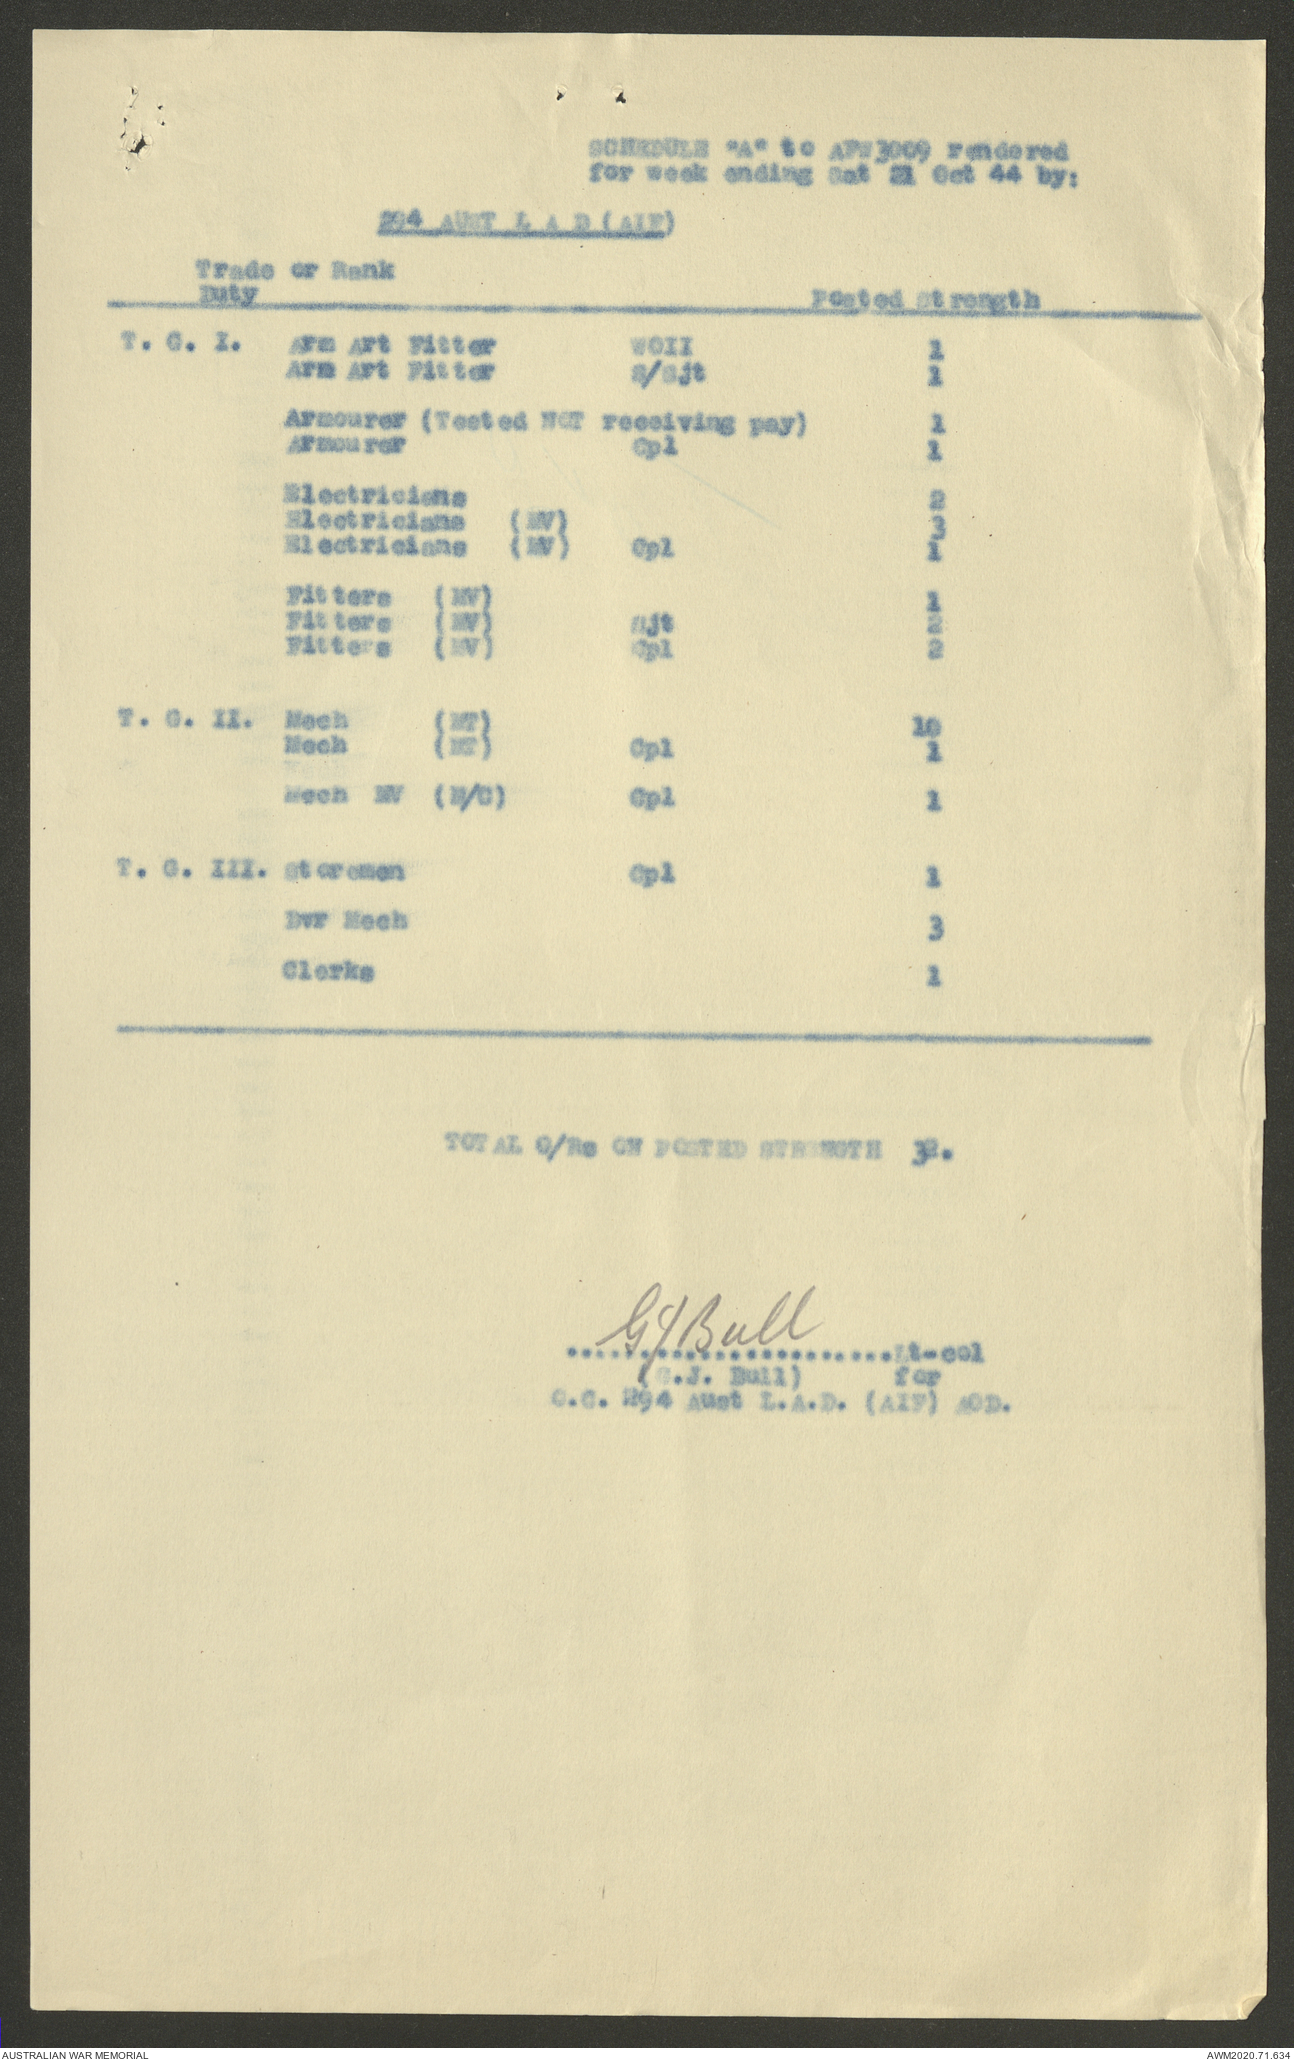 SCHEDULE "A" to AFW3009 rendered
for week ending Sat 21 Oct 44 by:
294 AUST L A D (AIF)
Trade or Rank
Duty Posted Strength
T. G. I. Arm Art Fitter WOII 1
Arm Art Fitter S/Sjt 1
Armourer (Tested NOT receiving pay) 1
Armourer Cpl 1
Electricians 2
Electricians (MV) 3
Electricians (MV) Cpl 1
Fitters (MV) 1
Fitters (MV) Sjt 2
Fitters (MV) Cpl 2
T. G. II. Mech (MT) 10
Mech (MT) Cpl 1
Mech MV (M/C) Cpl 1
T. G. III. Storemen Cpl 1
Dvr Mech 3
Clerks 1
TOTAL O/Rs ON POSTED STRENGTH 32.
GJBull
..........................Lt-col
(G.J. Bull) for
O.C. 294 Aust L.A.D. (AIF) AOD.
AUSTRALIAN WAR MEMORIAL
AWM2020.71.634